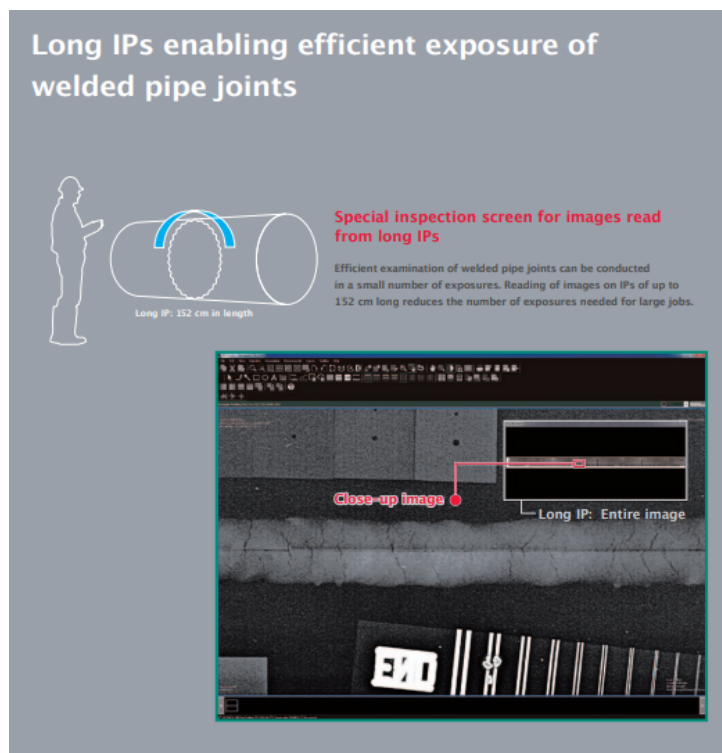 Long IPs enabling efficient exposure of
welded pipe joints
Special inspection screen for images read
from long IPs
Efficient examination of welded pipe joints can be conducted
in a small number of exposures. Reading of images on IPs of up to
152 cm long reduces the number of exposures needed for large jobs.
Long IP: 152 cm in length
Close-up image
Long IP: Entire image